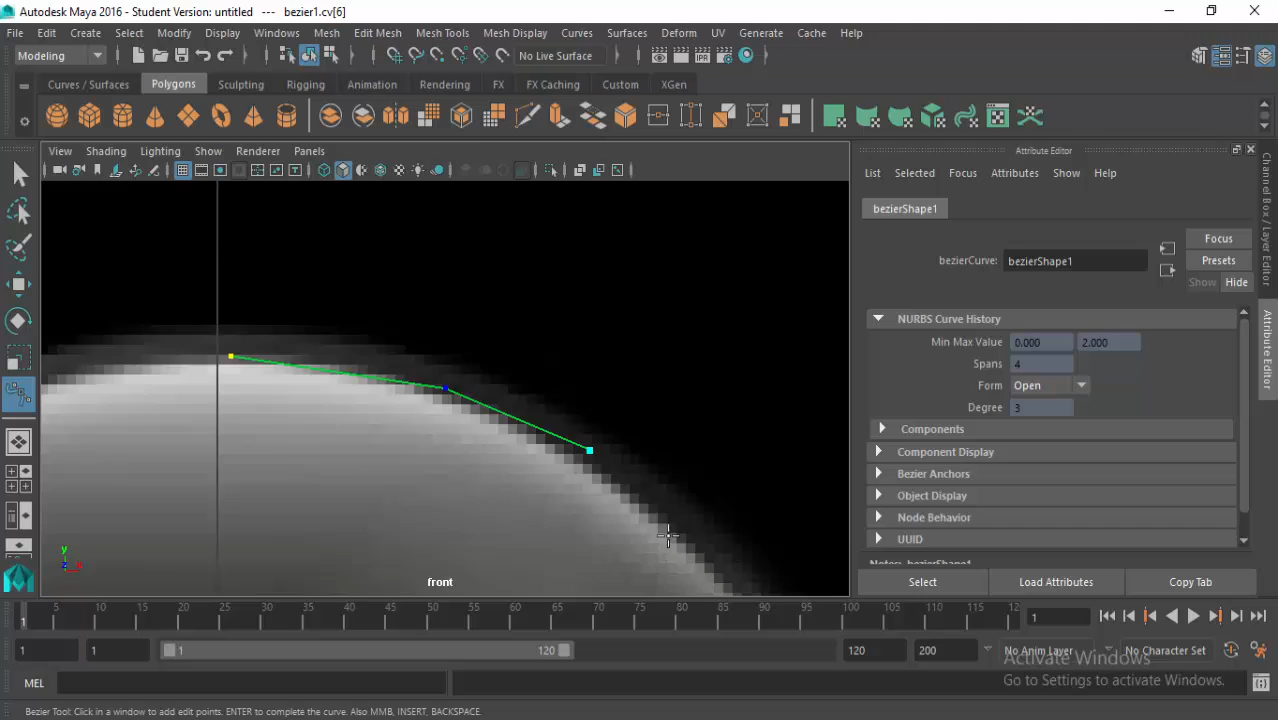 Autodesk Maya 2016 - Student Version: untitled --- bezier1.cv[6]
File Edit Create Select Modify Display Windows Mesh Edit Mesh Mesh Tools Mesh Display Curves Surfaces Deform UV Generate Cache Help
Modeling No Live Surface
Curves / Surfaces Polygons Sculpting Rigging Animation Rendering FX FX Caching Custom XGen
IPR
View Shading Lighting Show Renderer Panels
Attribute Editor
List Selected Focus Attributes Show Help
bezierShape1
bezierCurve: bezierShape1
Focus
Presets
Show Hide
NURBS Curve History
Min Max Value 0.000 2.000
Spans 4
Form Open
Degree 3
Components
Component Display
Bezier Anchors
Object Display
Node Behavior
UUID
Notes: bezierShape1
Select Load Attributes Copy Tab
Channel Box / Layer Editor
Attribute Editor
y
z
front
5 10 15 20 25 30 35 40 45 50 55 60 65 70 75 80 85 90 95 100 105 110 115 12
1
1
1 1 1 120 120 200 No Anim Layer No Character Set
MEL
Activate Windows
Go to Settings to activate Windows.
Bezier Tool: Click in a window to add edit points. ENTER to complete the curve. Also MMB, INSERT, BACKSPACE.